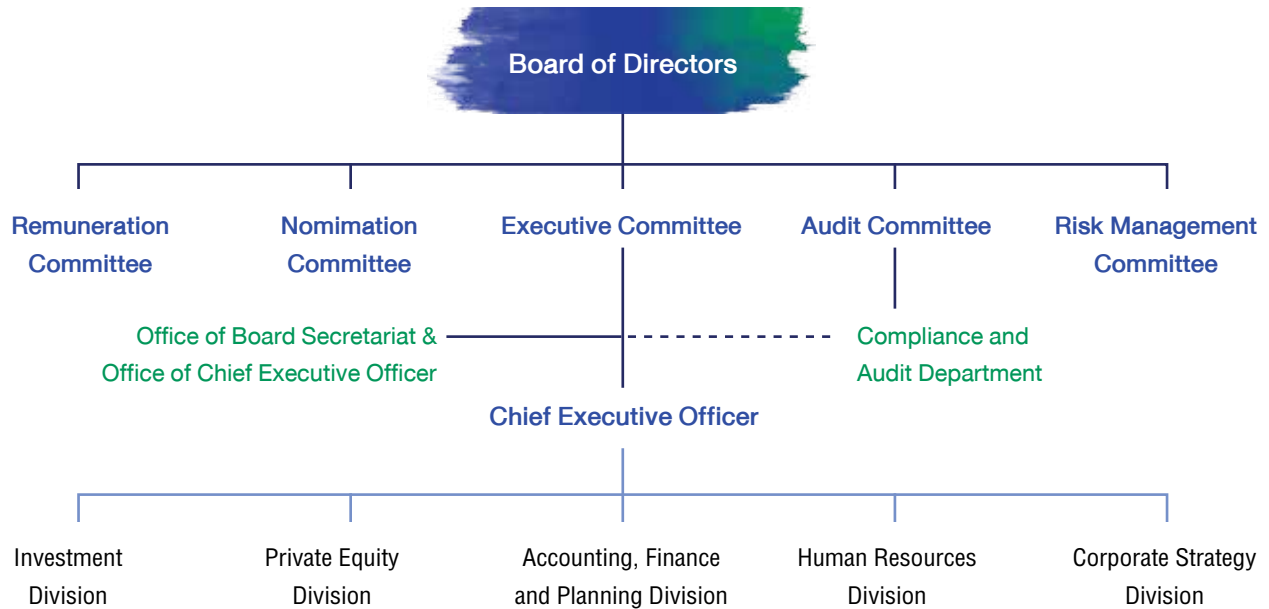 Board of Directors
Remuneration
Committee
Nomimation
Committee
Executive Committee
Audit Committee
Risk Management
Committee
Office of Board Secretariat &
Office of Chief Executive Officer
Compliance and
Audit Department
Chief Executive Officer
Investment
Division
Private Equity
Division
Accounting, Finance
and Planning Division
Human Resources
Division
Corporate Strategy
Division